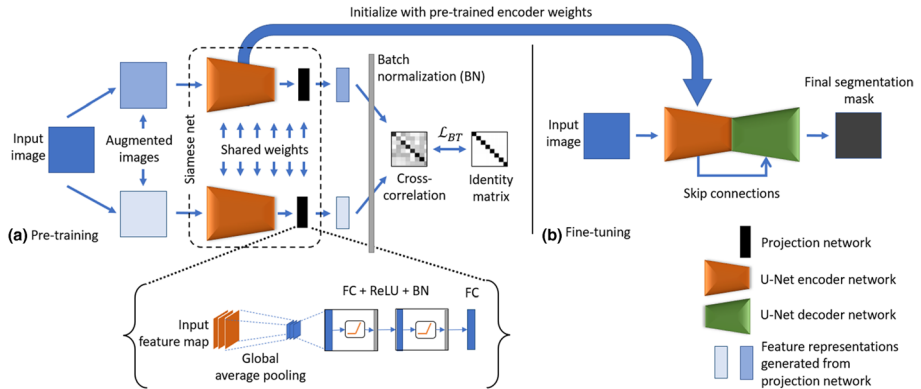 Initialize with pre-trained encoder weights
Batch
normalization (BN)
Siamese net
Input
image
Augmented
images
Shared weights
ℒ_BT
Cross-
correlation
Identity
matrix
(a) Pre-training
Input
image
Final segmentation
mask
Skip connections
(b) Fine-tuning
Input
feature map
Global
average pooling
FC + ReLU + BN
FC
Projection network
U-Net encoder network
U-Net decoder network
Feature representations
generated from
projection network